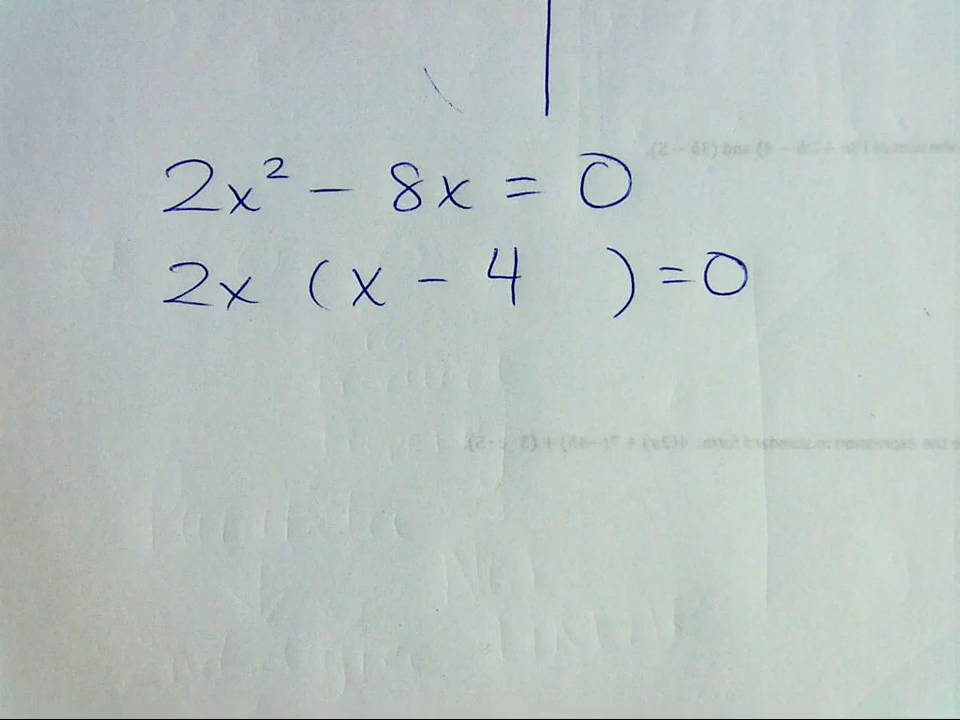 2x² - 8x = 0
2x (x - 4 ) = 0